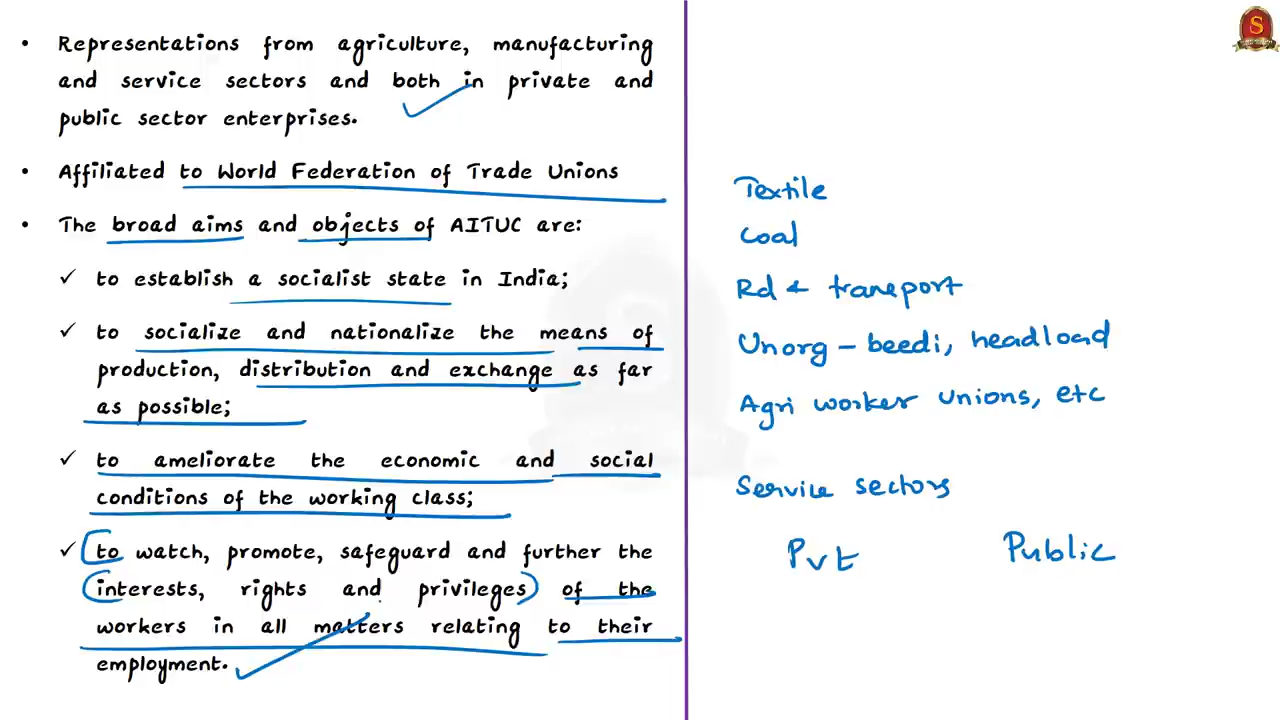 • Representations from agriculture, manufacturing
and service sectors and both in private and
public sector enterprises.
• Affiliated to World Federation of Trade Unions
• The broad aims and objects of AITUC are:
✓ to establish a socialist state in India;
✓ to socialize and nationalize the means of
production, distribution and exchange as far
as possible;
✓ to ameliorate the economic and social
conditions of the working class;
✓ to watch, promote, safeguard and further the
interests, rights and privileges of the
workers in all matters relating to their
employment.
S
Textile
Coal
Rd & transport
Unorg - beedi, headload
Agri worker unions, etc
Service sectors
Pvt Public